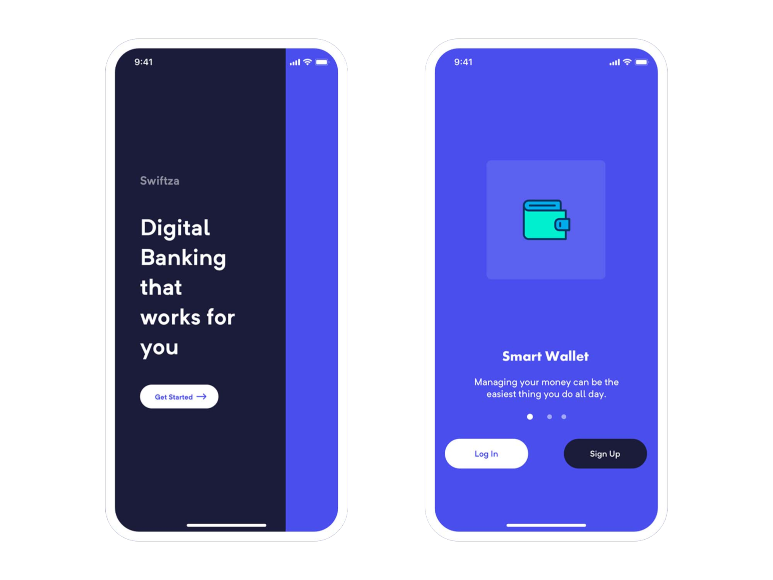 9:41
Swiftza
Digital
Banking
that
works for
you
Get Started
9:41
Smart Wallet
Managing your money can be the
easiest thing you do all day.
Log In
Sign Up